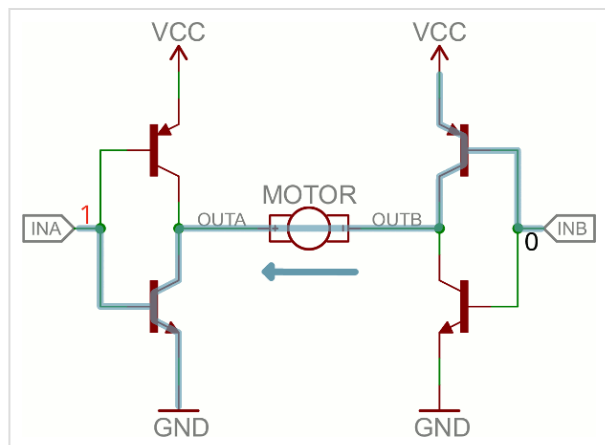 VCC
VCC
MOTOR
1
OUTA
OUTB
INA
+
-
0
INB
GND
GND